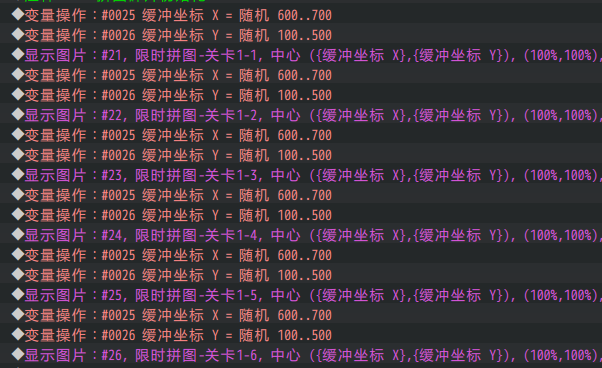 ◆变量操作：#0025 缓冲坐标 X = 随机 600..700
◆变量操作：#0026 缓冲坐标 Y = 随机 100..500
◆显示图片：#21, 限时拼图-关卡1-1, 中心 ({缓冲坐标 X},{缓冲坐标 Y}), (100%,100%),
◆变量操作：#0025 缓冲坐标 X = 随机 600..700
◆变量操作：#0026 缓冲坐标 Y = 随机 100..500
◆显示图片：#22, 限时拼图-关卡1-2, 中心 ({缓冲坐标 X},{缓冲坐标 Y}), (100%,100%),
◆变量操作：#0025 缓冲坐标 X = 随机 600..700
◆变量操作：#0026 缓冲坐标 Y = 随机 100..500
◆显示图片：#23, 限时拼图-关卡1-3, 中心 ({缓冲坐标 X},{缓冲坐标 Y}), (100%,100%),
◆变量操作：#0025 缓冲坐标 X = 随机 600..700
◆变量操作：#0026 缓冲坐标 Y = 随机 100..500
◆显示图片：#24, 限时拼图-关卡1-4, 中心 ({缓冲坐标 X},{缓冲坐标 Y}), (100%,100%),
◆变量操作：#0025 缓冲坐标 X = 随机 600..700
◆变量操作：#0026 缓冲坐标 Y = 随机 100..500
◆显示图片：#25, 限时拼图-关卡1-5, 中心 ({缓冲坐标 X},{缓冲坐标 Y}), (100%,100%),
◆变量操作：#0025 缓冲坐标 X = 随机 600..700
◆变量操作：#0026 缓冲坐标 Y = 随机 100..500
◆显示图片：#26, 限时拼图-关卡1-6, 中心 ({缓冲坐标 X},{缓冲坐标 Y}), (100%,100%),